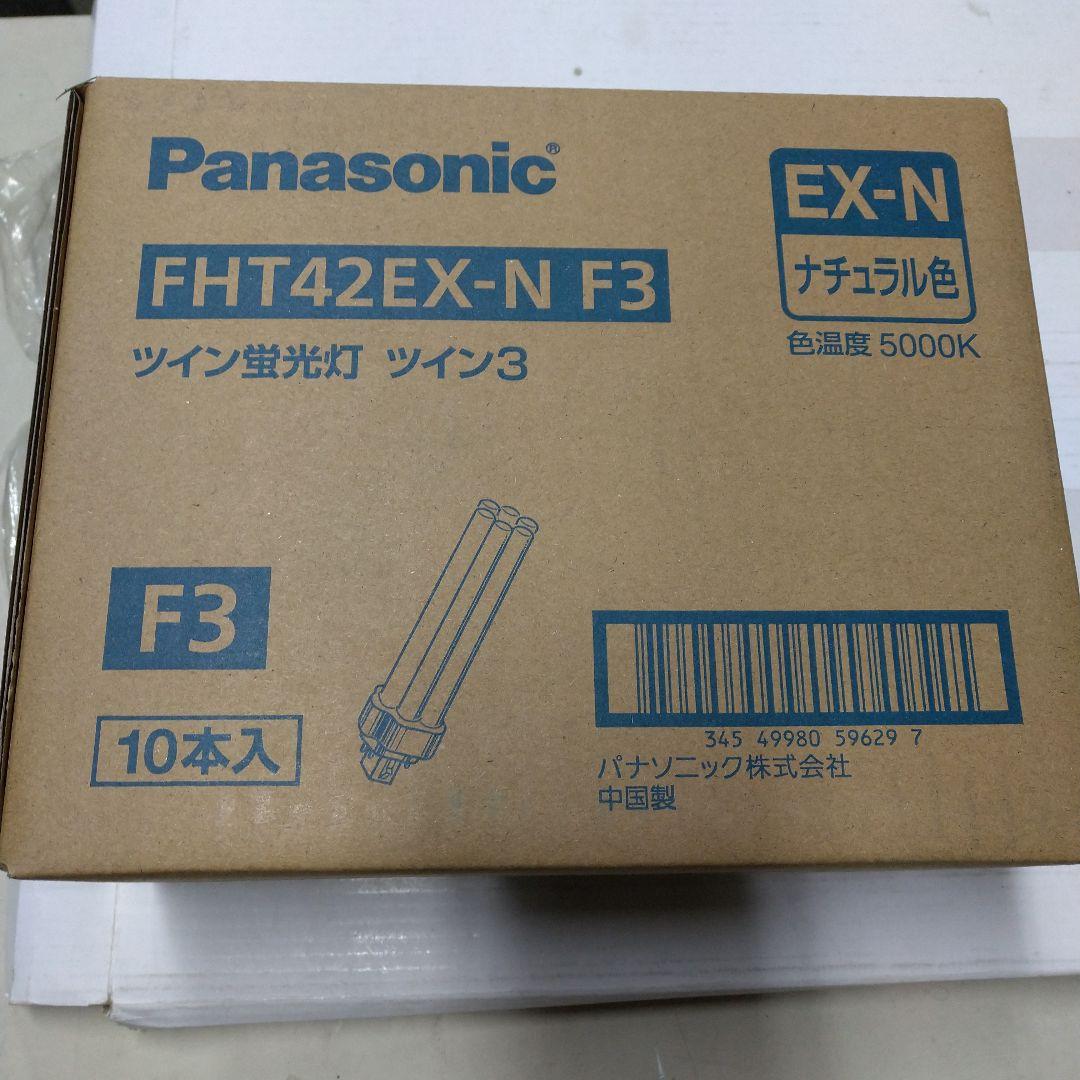 Panasonic®
EX-N
ナチュラル色
色温度 5000K
FHT42EX-N F3
ツイン蛍光灯 ツイン3
F3
10本入
345 49980 59629 7
パナソニック株式会社
中国製